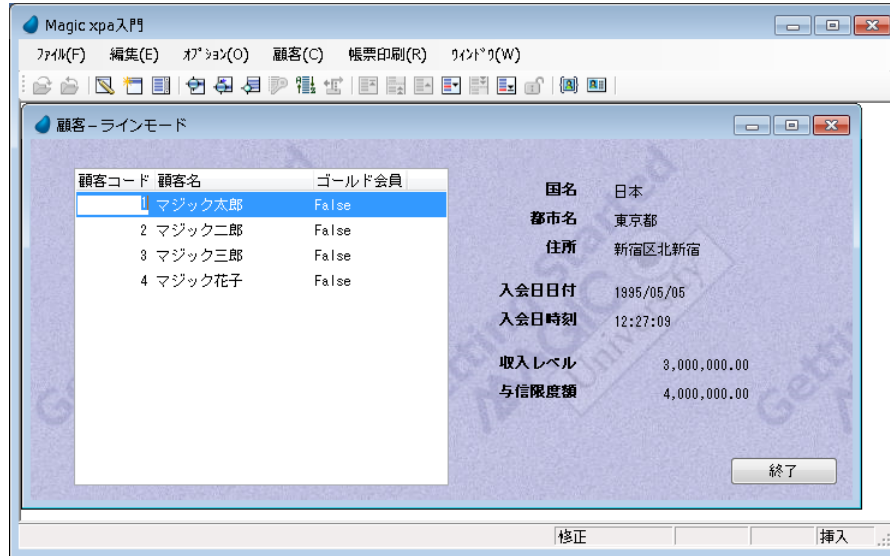 Magic xpa入門
ﾌｧｲﾙ(F) 編集(E) ｵﾌﾟｼｮﾝ(O) 顧客(C) 帳票印刷(R) ｳｨﾝﾄﾞｳ(W)
顧客－ラインモード
顧客コード 顧客名 ゴールド会員
1 マジック太郎 False
2 マジック二郎 False
3 マジック三郎 False
4 マジック花子 False
国名 日本
都市名 東京都
住所 新宿区北新宿
入会日日付 1995/05/05
入会日時刻 12:27:09
収入レベル 3,000,000.00
与信限度額 4,000,000.00
Getting Started
MAGIC
University
終了
修正 挿入